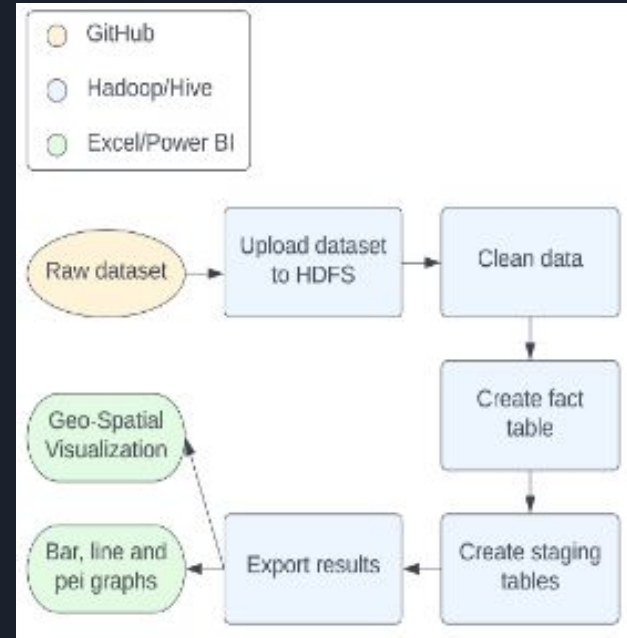 GitHub
Hadoop/Hive
Excel/Power BI
Raw dataset
Upload dataset
to HDFS
Clean data
Create fact
table
Create staging
tables
Export results
Geo-Spatial
Visualization
Bar, line and
pei graphs